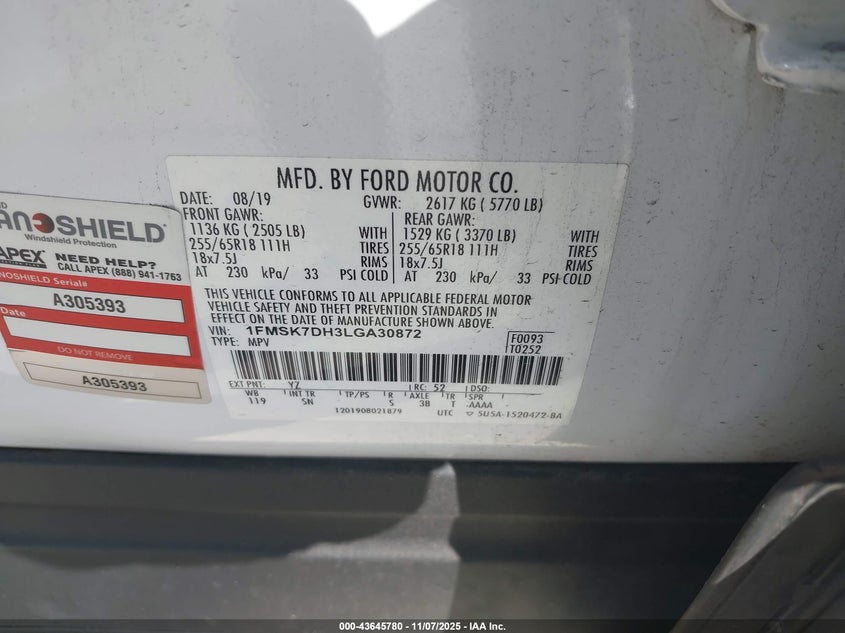 MFD. BY FORD MOTOR CO.
DATE: 08/19 GVWR: 2617 KG ( 5770 LB)
FRONT GAWR: REAR GAWR:
1136 KG ( 2505 LB) WITH 1529 KG ( 3370 LB) WITH
255/65R18 111H TIRES 255/65R18 111H TIRES
18x7.5J RIMS 18x7.5J RIMS
AT 230 kPa/ 33 PSI COLD AT 230 kPa/ 33 PSI COLD
THIS VEHICLE CONFORMS TO ALL APPLICABLE FEDERAL MOTOR
VEHICLE SAFETY AND THEFT PREVENTION STANDARDS IN
EFFECT ON THE DATE OF MANUFACTURE SHOWN ABOVE.
VIN: 1FMSK7DH3LGA30872 F0093
TYPE: MPV T0252
EXT PNT: YZ RC: 52 DSO:
WB INT TR TP/PS R AXLE TR SPR
119 SN - S 38 T -AAAA-
1201908021879 UTC ▽ SU5A-1520472-BA
SHIELD®
Windshield Protection
APEX NEED HELP?
CALL APEX (888) 941-1763
Serial#
A305393
Date
DO NOT REMOVE
A305393
000-43645780 - 11/07/2025 - IAA Inc.